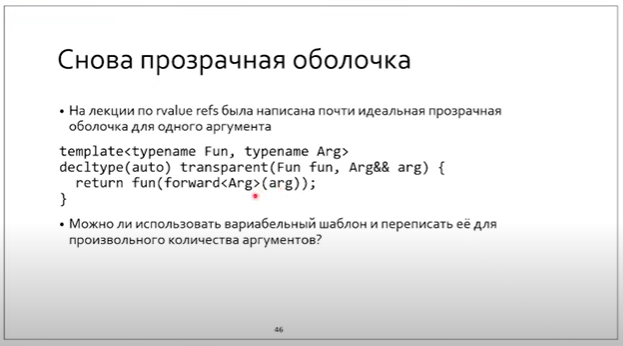 Снова прозрачная оболочка
• На лекции по rvalue refs была написана почти идеальная прозрачная
оболочка для одного аргумента
template<typename Fun, typename Arg>
decltype(auto) transparent(Fun fun, Arg&& arg) {
  return fun(forward<Arg>(arg));
}
• Можно ли использовать вариабельный шаблон и переписать её для
произвольного количества аргументов?
46